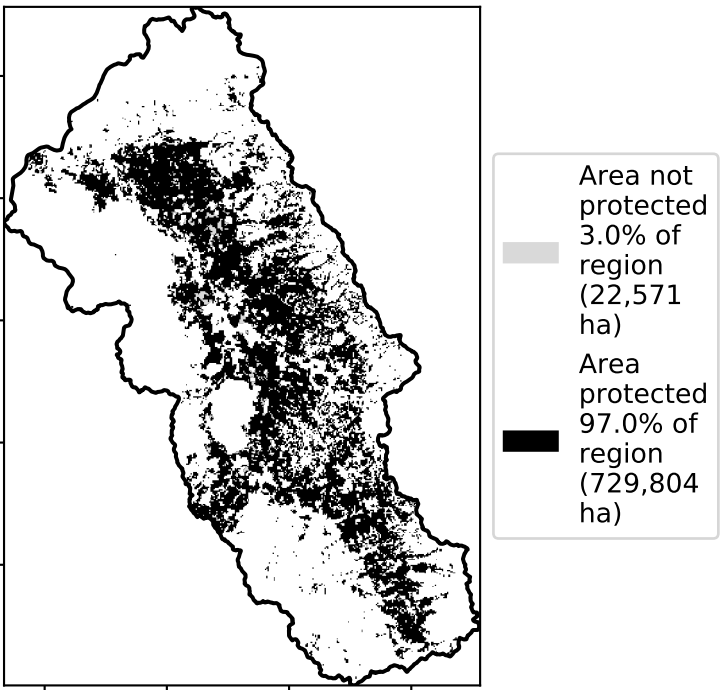 Area not
protected
3.0% of
region
(22,571
ha)
Area
protected
97.0% of
region
(729,804
ha)